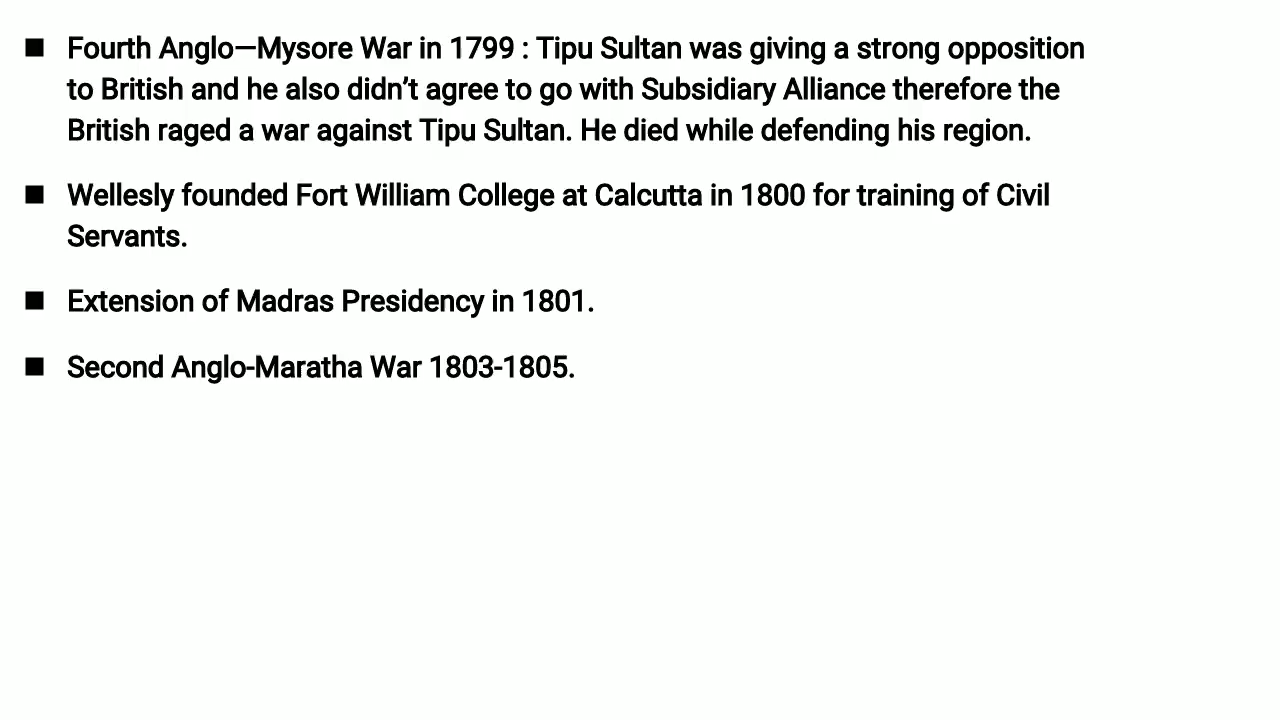 ■ Fourth Anglo—Mysore War in 1799 : Tipu Sultan was giving a strong opposition
to British and he also didn’t agree to go with Subsidiary Alliance therefore the
British raged a war against Tipu Sultan. He died while defending his region.
■ Wellesly founded Fort William College at Calcutta in 1800 for training of Civil
Servants.
■ Extension of Madras Presidency in 1801.
■ Second Anglo-Maratha War 1803-1805.